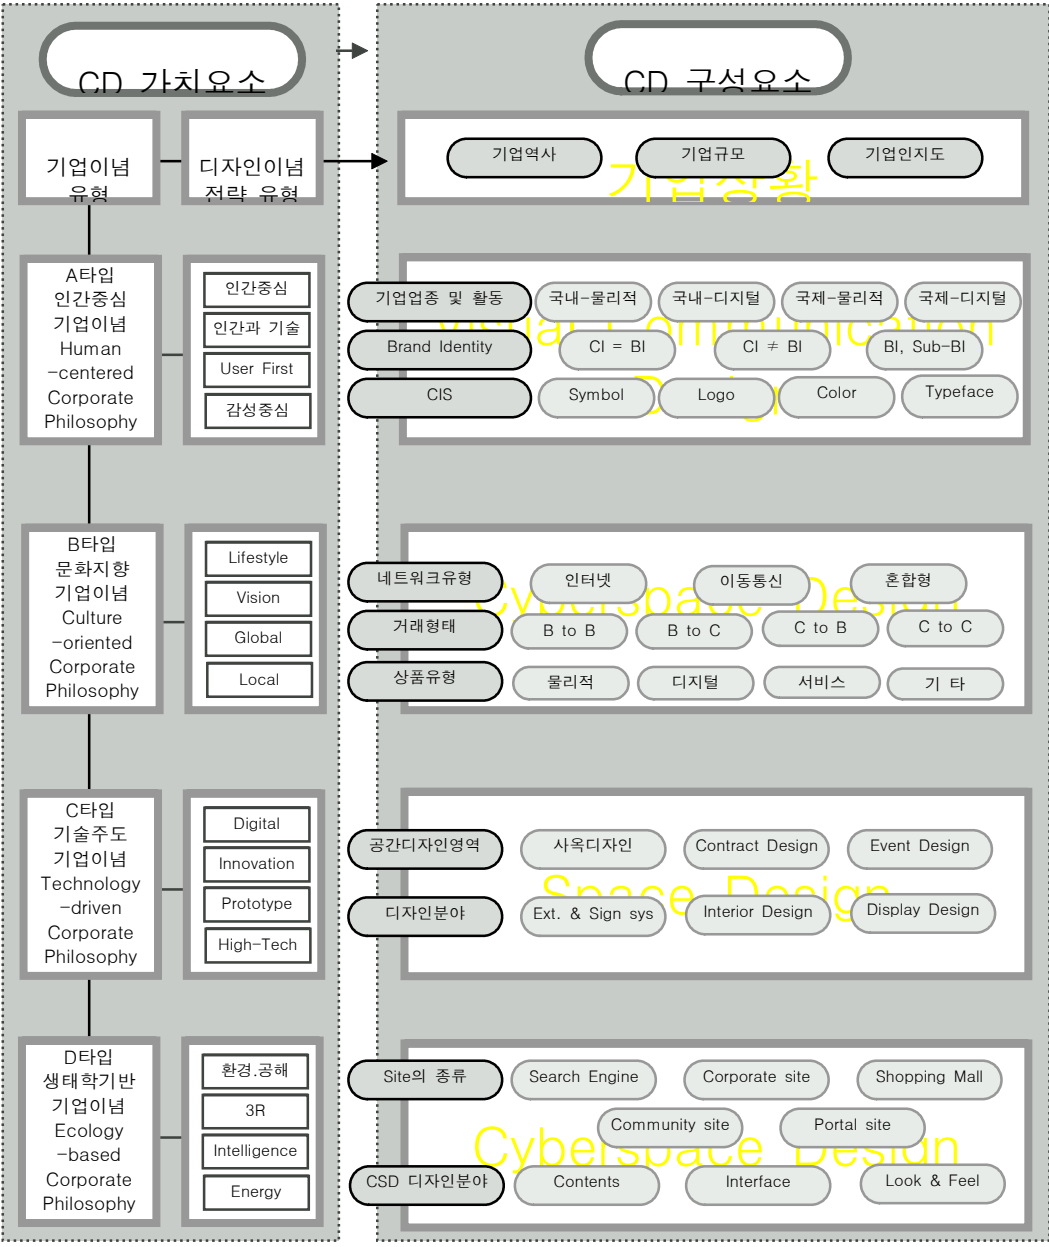 CD 가치요소
CD 구성요소
기업이념
유형
디자인이념
전략 유형
기업상황
기업역사
기업규모
기업인지도
A타입
인간중심
기업이념
Human
-centered
Corporate
Philosophy
인간중심
인간과 기술
User First
감성중심
Visual Communication
Design
기업업종 및 활동
국내-물리적
국내-디지털
국제-물리적
국제-디지털
Brand Identity
CI = BI
CI ≠ BI
BI, Sub-BI
CIS
Symbol
Logo
Color
Typeface
B타입
문화지향
기업이념
Culture
-oriented
Corporate
Philosophy
Lifestyle
Vision
Global
Local
Cyberspace Design
네트워크유형
인터넷
이동통신
혼합형
거래형태
B to B
B to C
C to B
C to C
상품유형
물리적
디지털
서비스
기 타
C타입
기술주도
기업이념
Technology
-driven
Corporate
Philosophy
Digital
Innovation
Prototype
High-Tech
Space Design
공간디자인영역
사옥디자인
Contract Design
Event Design
디자인분야
Ext. & Sign sys
Interior Design
Display Design
D타입
생태학기반
기업이념
Ecology
-based
Corporate
Philosophy
환경.공해
3R
Intelligence
Energy
Cyberspace Design
Site의 종류
Search Engine
Corporate site
Shopping Mall
Community site
Portal site
CSD 디자인분야
Contents
Interface
Look & Feel